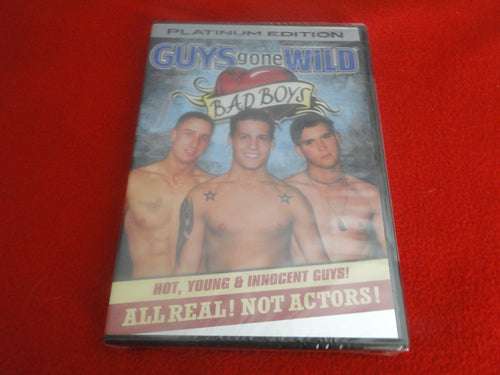 PLATINUM EDITION
GUYS gone WILD
BAD BOYS
HOT, YOUNG & INNOCENT GUYS!
ALL REAL! NOT ACTORS!